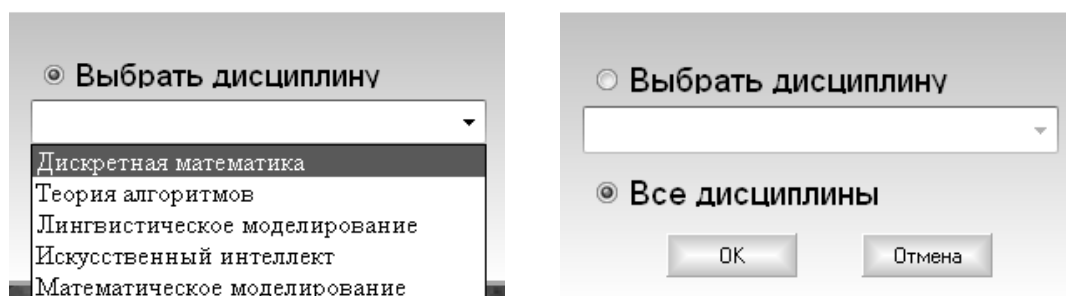 Выбрать дисциплину
Дискретная математика
Теория алгоритмов
Лингвистическое моделирование
Искусственный интеллект
Математическое моделирование
Выбрать дисциплину
Все дисциплины
OK
Отмена